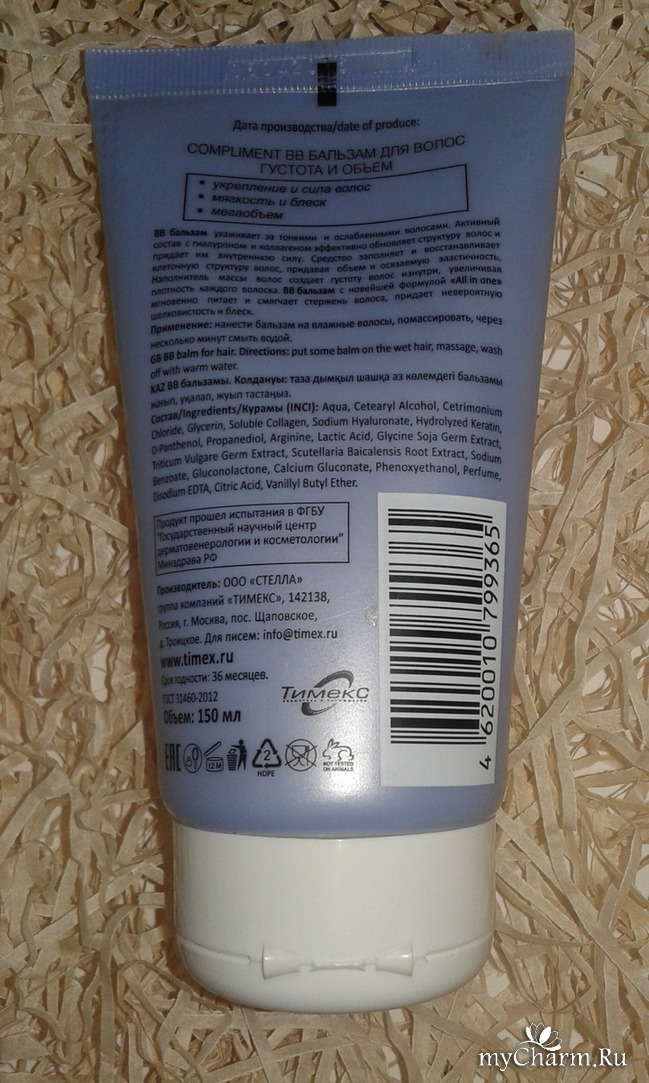 Дата производства/date of produce:
COMPLIMENT BB БАЛЬЗАМ ДЛЯ ВОЛОС
ГУСТОТА И ОБЪЕМ
• укрепление и сила волос
• мягкость и блеск
• мегаобъем
BB бальзам ухаживает за тонкими и ослабленными волосами. Активный
состав с гиалуроном и коллагеном эффективно обновляет структуру волос и
придает им внутреннюю силу. Средство заполняет и восстанавливает
клеточную структуру волос, придавая объем и осязаемую эластичность.
Наполнитель массы волос создает густоту волос изнутри, увеличивая
плотность каждого волоска. BB бальзам с новейшей формулой «All in one»
мгновенно питает и смягчает стержень волоса, придает невероятную
шелковистость и блеск.
Применение: нанести бальзам на влажные волосы, помассировать, через
несколько минут смыть водой.
GB BB balm for hair. Directions: put some balm on the wet hair, massage, wash
off with warm water.
KAZ BB бальзамы. Колдануы: таза дымқыл шашқа аз көлемдегі бальзамы
жағып, уқалап, жуып тастаңыз.
Состав/Ingredients/Курамы (INCI): Aqua, Cetearyl Alcohol, Cetrimonium
Chloride, Glycerin, Soluble Collagen, Sodium Hyaluronate, Hydrolyzed Keratin,
D-Panthenol, Propanediol, Arginine, Lactic Acid, Glycine Soja Germ Extract,
Triticum Vulgare Germ Extract, Scutellaria Baicalensis Root Extract, Sodium
Benzoate, Gluconolactone, Calcium Gluconate, Phenoxyethanol, Perfume,
Disodium EDTA, Citric Acid, Vanillyl Butyl Ether.
Продукт прошел испытания в ФГБУ
"Государственный научный центр
дерматовенерологии и косметологии"
Минздрава РФ
Производитель: ООО «СТЕЛЛА»
группа компаний «ТИМЕКС», 142138,
Россия, г. Москва, пос. Щаповское,
д. Троицкое. Для писем: info@timex.ru
www.timex.ru
Срок годности: 36 месяцев.
ГОСТ 31460-2012
Объем: 150 мл
Тимекс
EAC
12 M
2
HDPE
NOT TESTED
ON ANIMALS
4 620010 799365
myCharm.Ru